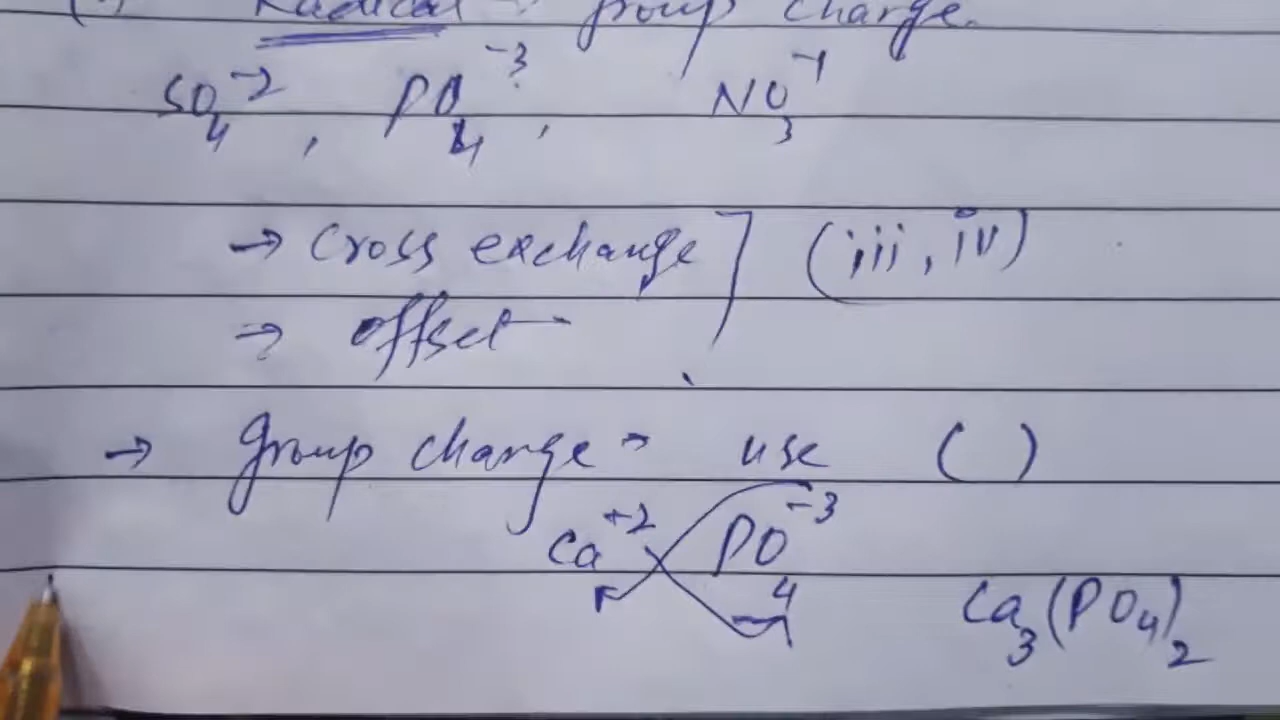 Radical group charge.
SO₄⁻², PO₄⁻³, NO₃⁻¹
→ Cross exchange ] (iii, iv)
→ offset
→ Group charge → use ( )
Ca⁺² PO₄⁻³
Ca₃(PO₄)₂